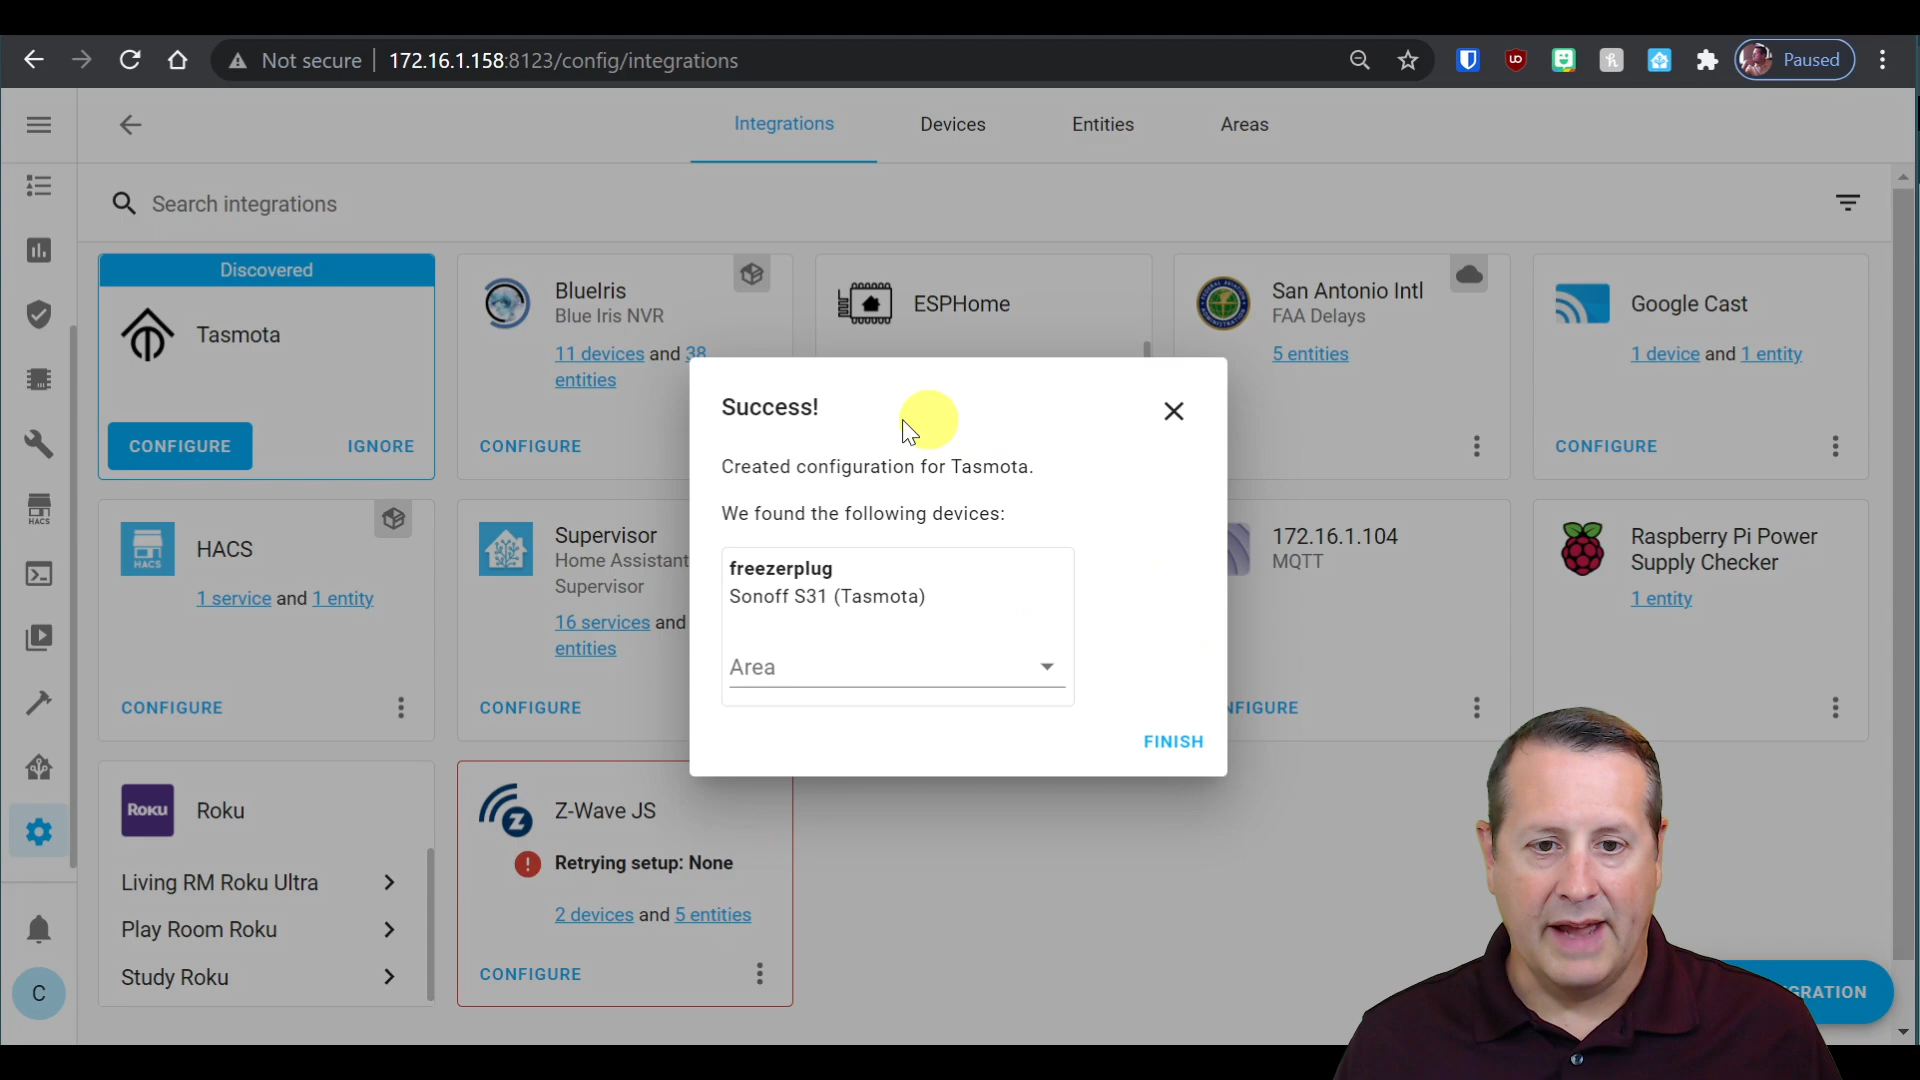 Not secure
172.16.1.158:8123/config/integrations
Paused
Integrations
Devices
Entities
Areas
Search integrations
Discovered
Tasmota
CONFIGURE
IGNORE
BlueIris
Blue Iris NVR
11 devices and 38
entities
CONFIGURE
ESPHome
San Antonio Intl
FAA Delays
5 entities
Google Cast
1 device and 1 entity
CONFIGURE
Success!
Created configuration for Tasmota.
We found the following devices:
freezerplug
Sonoff S31 (Tasmota)
Area
FINISH
HACS
HACS
HACS
1 service and 1 entity
CONFIGURE
Supervisor
Home Assistant
Supervisor
16 services and
entities
CONFIGURE
172.16.1.104
MQTT
NFIGURE
Raspberry Pi Power
Supply Checker
1 entity
ROKU
Roku
Living RM Roku Ultra
Play Room Roku
Study Roku
Z-Wave JS
Retrying setup: None
2 devices and 5 entities
CONFIGURE
C
GRATION